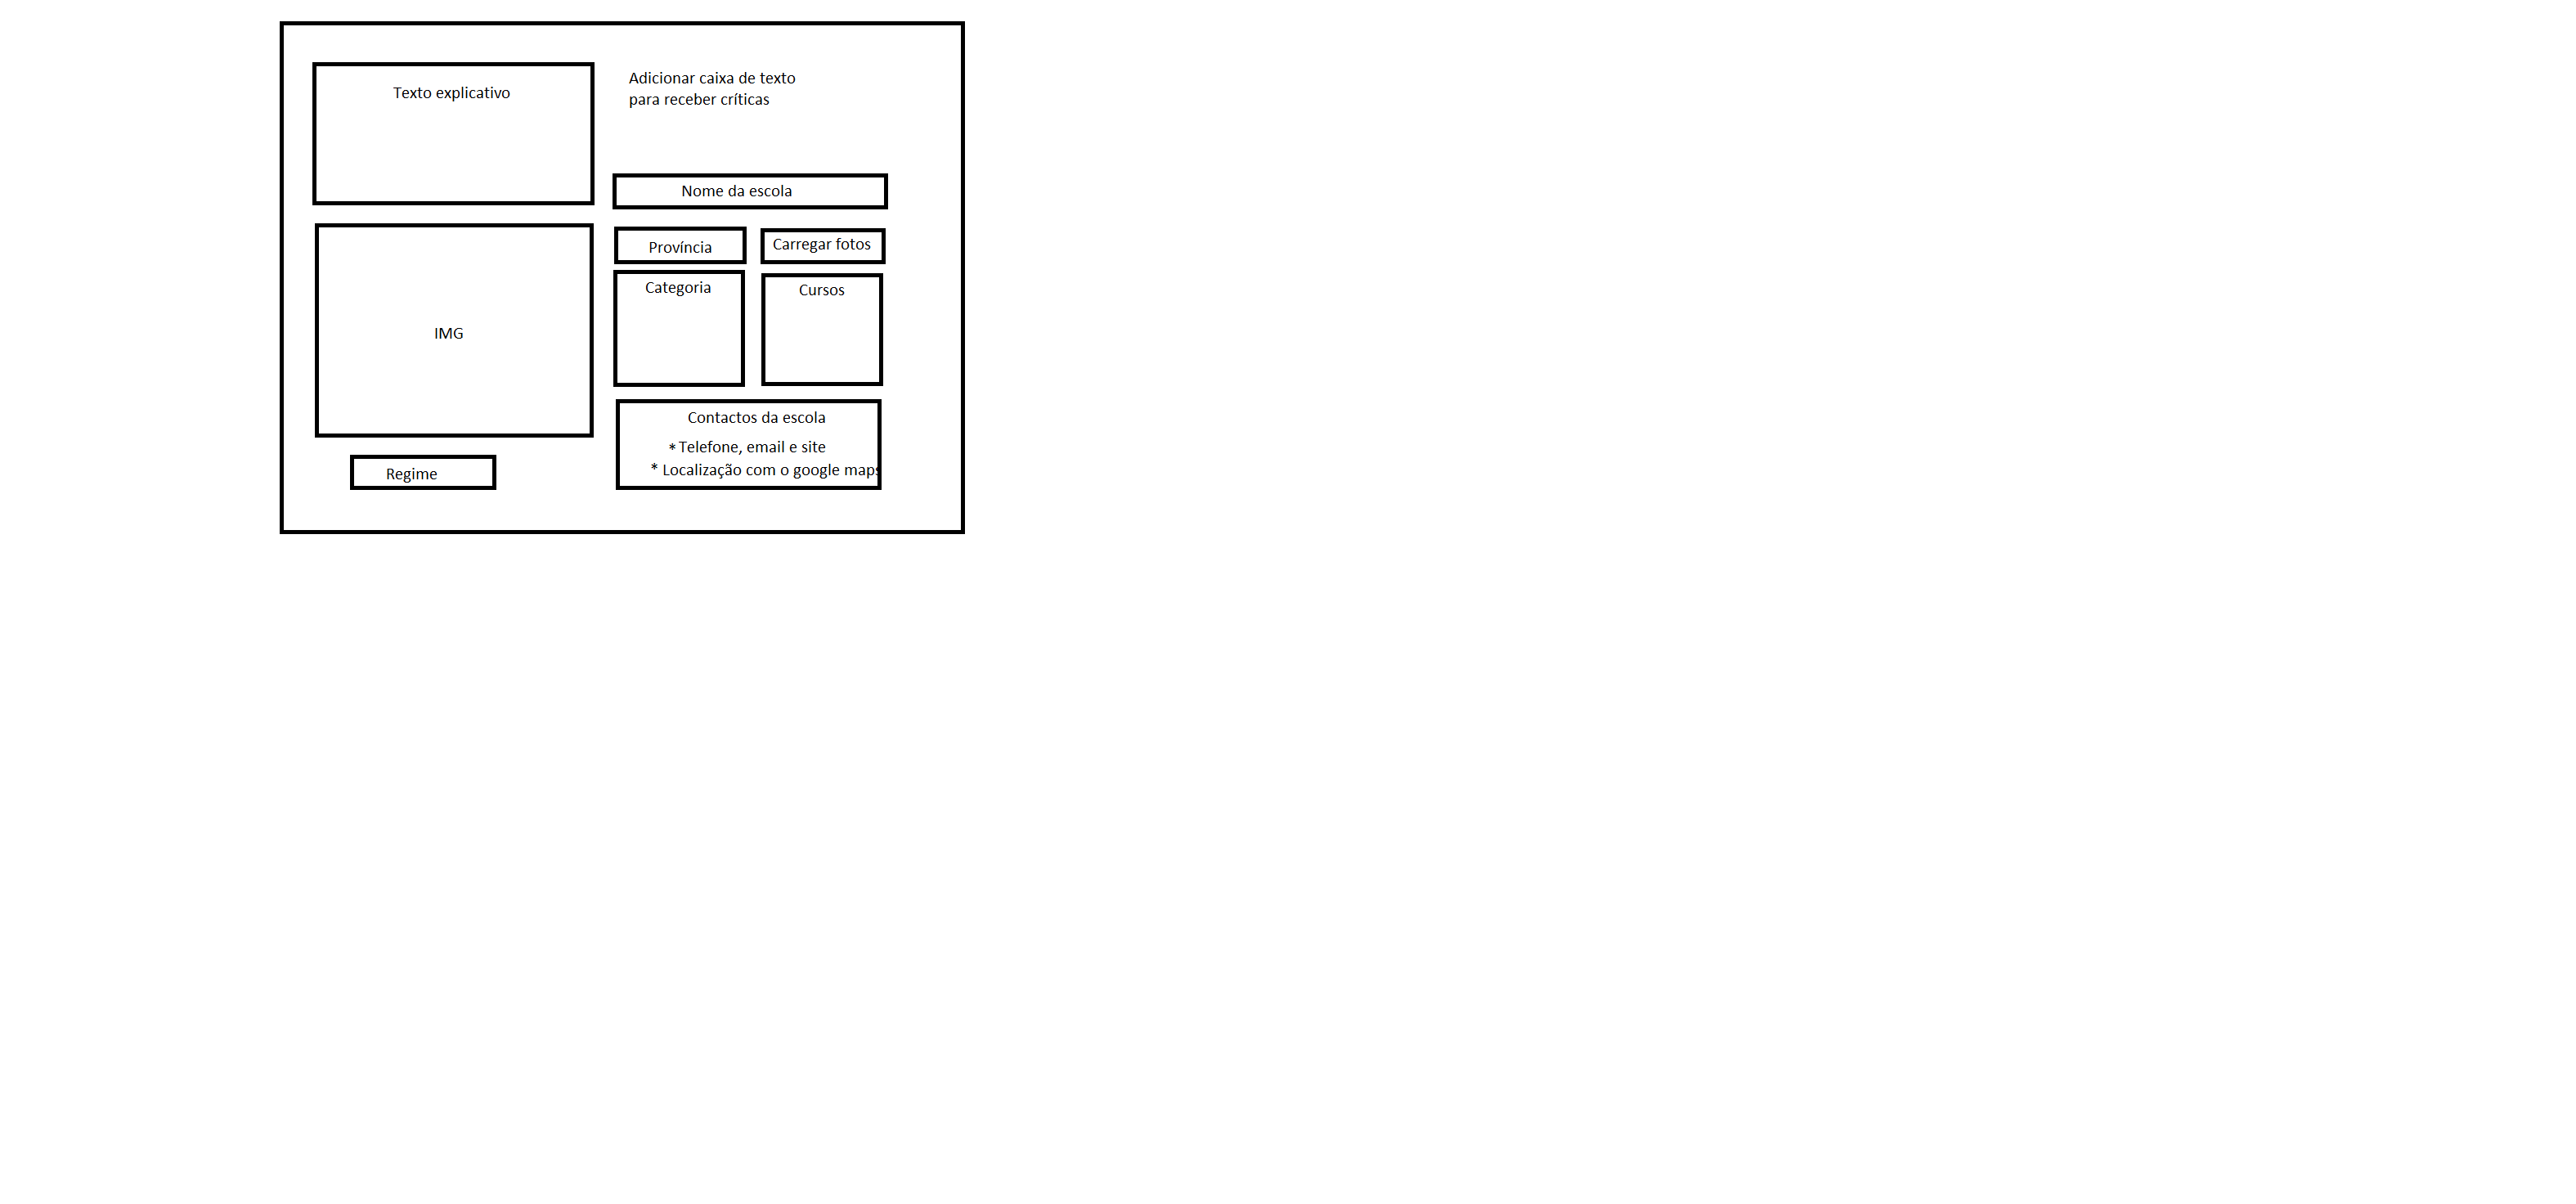 Texto explicativo
Adicionar caixa de texto
para receber críticas
Nome da escola
Província
Carregar fotos
Categoria
Cursos
IMG
Contactos da escola
* Telefone, email e site
* Localização com o google maps
Regime